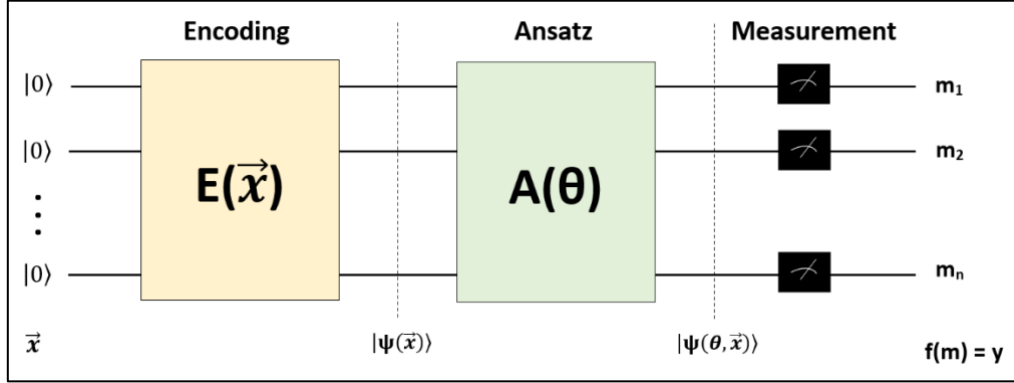 Encoding Ansatz Measurement
|0⟩ m₁
|0⟩ m₂
E(x⃗) A(θ)
|0⟩ mₙ
x⃗ |ψ(x⃗)⟩ |ψ(θ,x⃗)⟩ f(m) = y